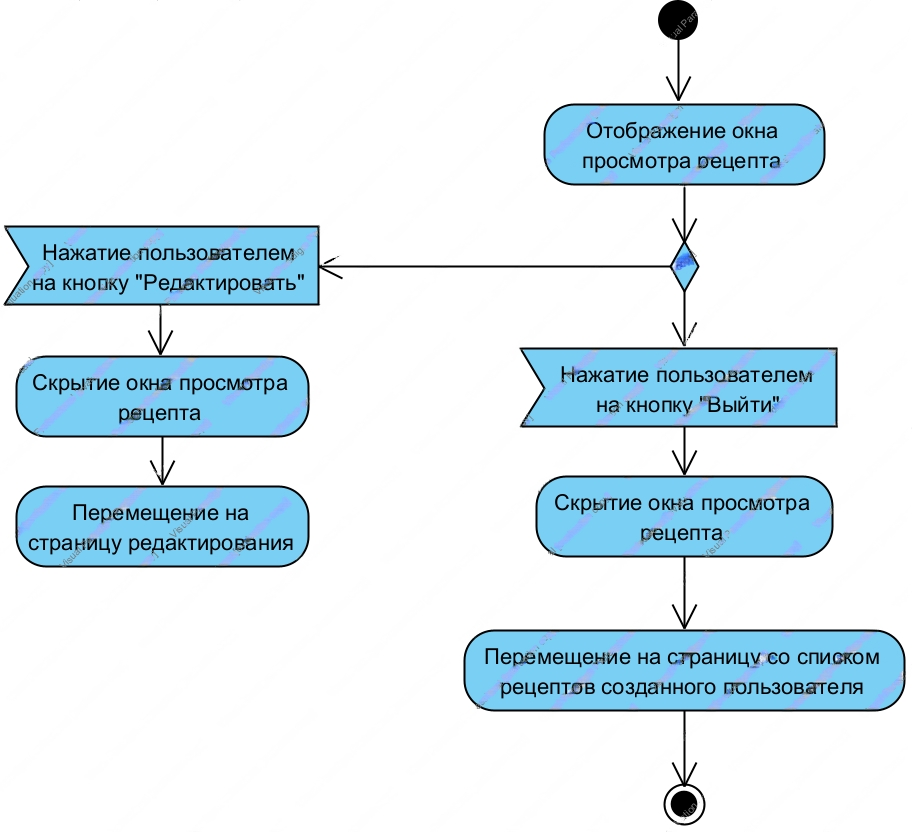 Отображение окна
просмотра рецепта
Нажатие пользователем
на кнопку "Редактировать"
Скрытие окна просмотра
рецепта
Перемещение на
страницу редактирования
Нажатие пользователем
на кнопку "Выйти"
Скрытие окна просмотра
рецепта
Перемещение на страницу со списком
рецептов созданного пользователя